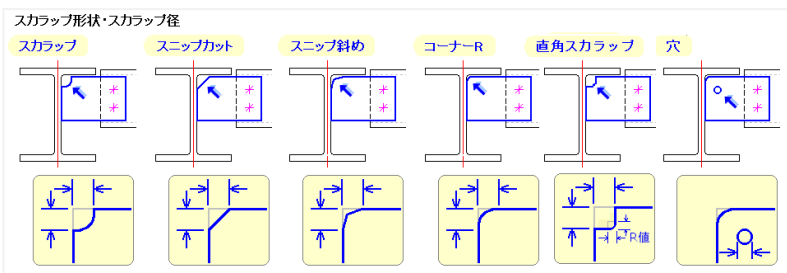 スカラップ形状・スカラップ径
スカラップ
スニップカット
スニップ斜め
コーナーR
直角スカラップ
穴
R値